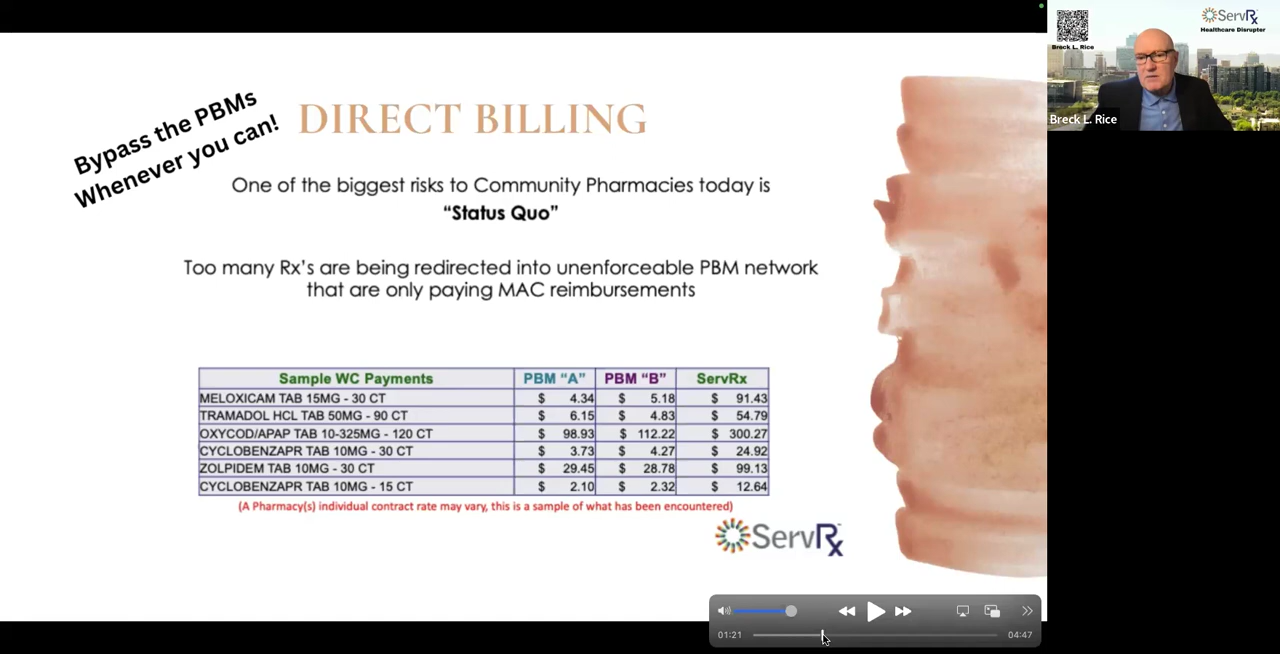 Bypass the PBMs
Whenever you can!
DIRECT BILLING
One of the biggest risks to Community Pharmacies today is
“Status Quo”
Too many Rx’s are being redirected into unenforceable PBM network
that are only paying MAC reimbursements
Sample WC Payments PBM “A” PBM “B” ServRx
MELOXICAM TAB 15MG - 30 CT $ 4.34 $ 5.18 $ 91.43
TRAMADOL HCL TAB 50MG - 90 CT $ 6.15 $ 4.83 $ 54.79
OXYCOD/APAP TAB 10-325MG - 120 CT $ 98.93 $ 112.22 $ 300.27
CYCLOBENZAPR TAB 10MG - 30 CT $ 3.73 $ 4.27 $ 24.92
ZOLPIDEM TAB 10MG - 30 CT $ 29.45 $ 28.78 $ 99.13
CYCLOBENZAPR TAB 10MG - 15 CT $ 2.10 $ 2.32 $ 12.64
(A Pharmacy(s) individual contract rate may vary, this is a sample of what has been encountered)
ServRx
01:21 04:47
Breck L. Rice
ServRx
Healthcare Disruptor
Breck L. Rice